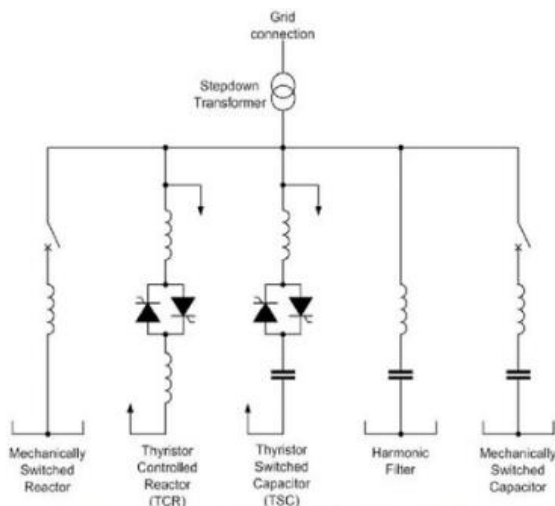 Grid
connection
Stepdown
Transformer
Mechanically
Switched
Reactor
Thyristor
Controlled
Reactor
(TCR)
Thyristor
Switched
Capacitor
(TSC)
Harmonic
Filter
Mechanically
Switched
Capacitor